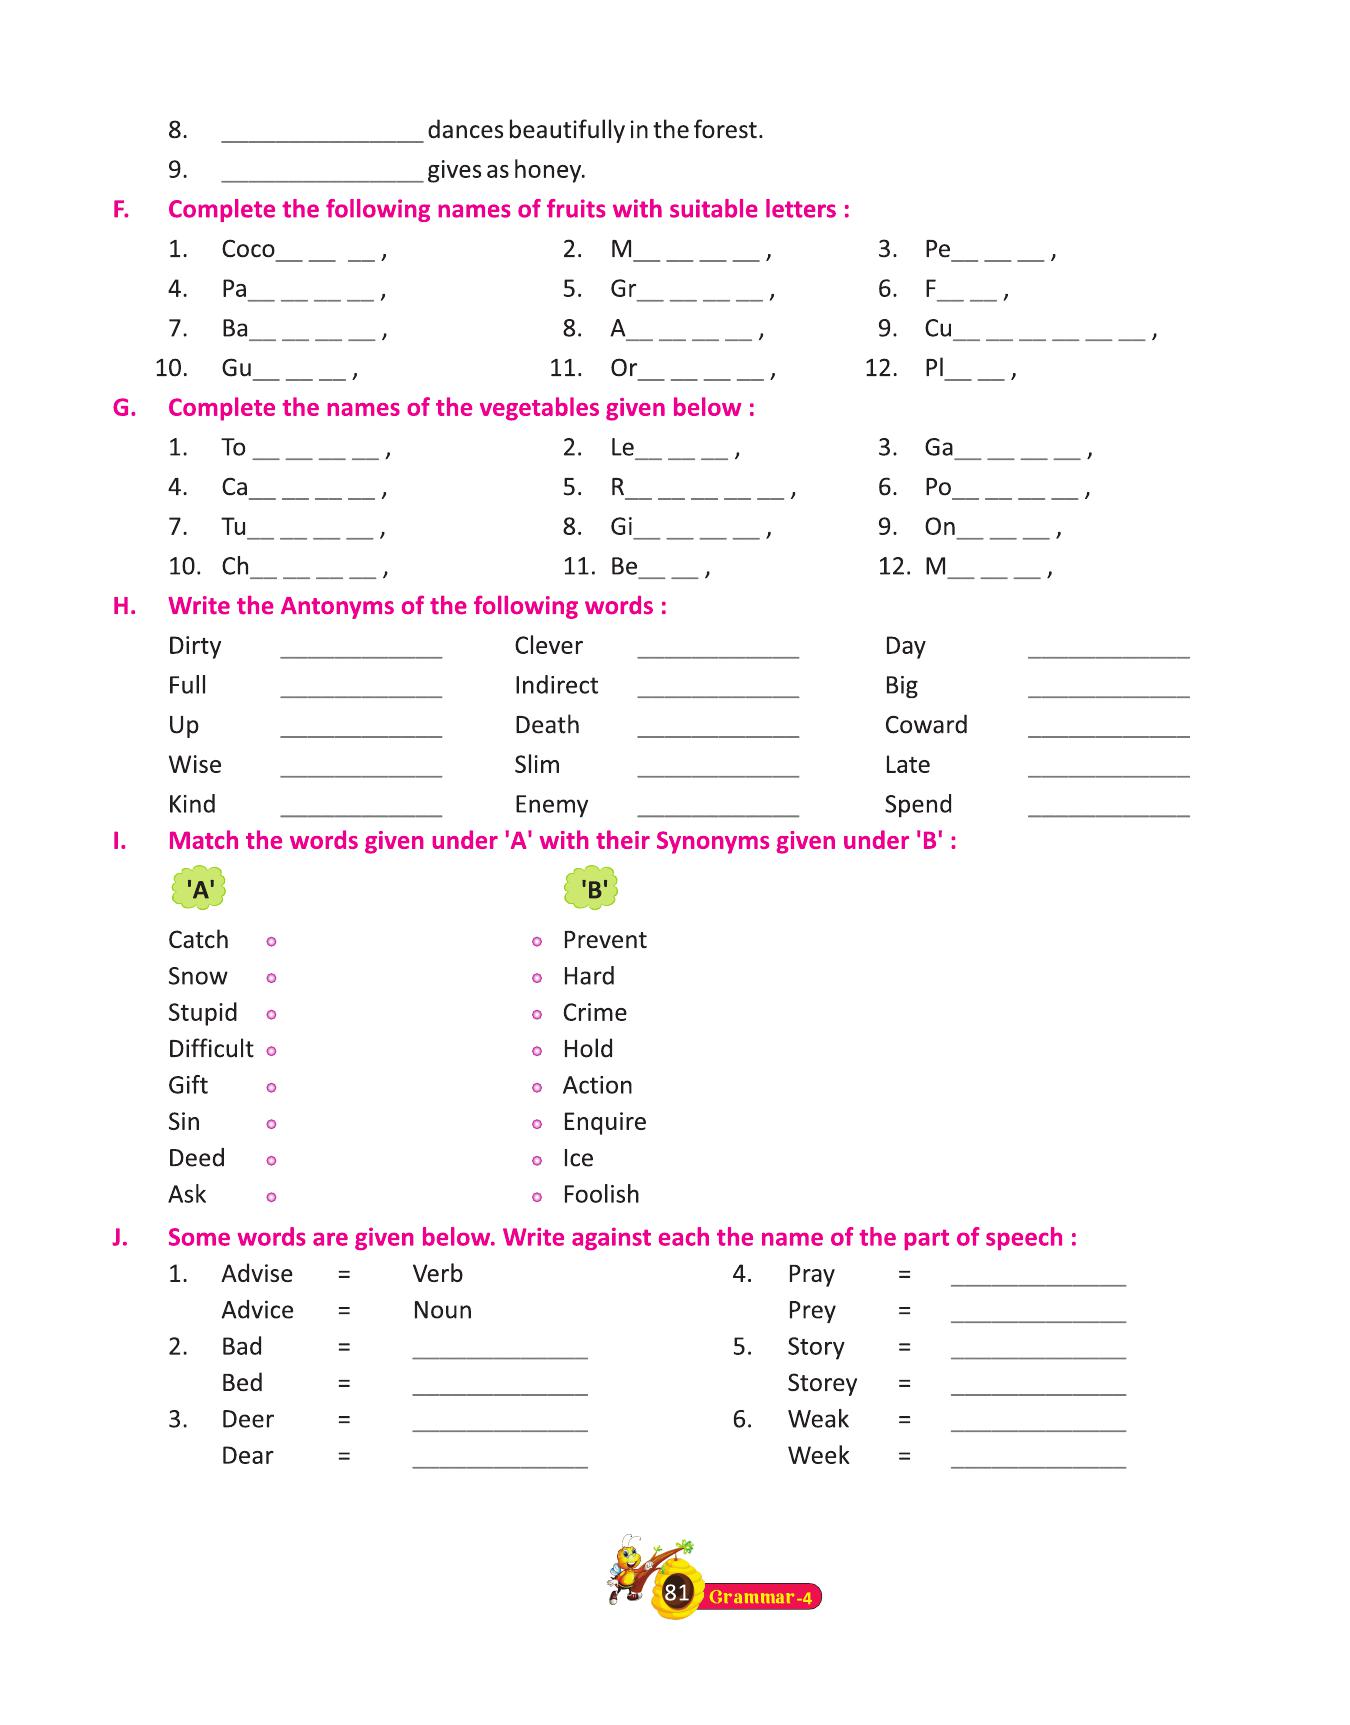 8. _______________ dances beautifully in the forest.
9. _______________ gives as honey.
F. Complete the following names of fruits with suitable letters :
1. Coco__ __ __ , 2. M__ __ __ __ , 3. Pe__ __ __ ,
4. Pa__ __ __ __ , 5. Gr__ __ __ __ , 6. F__ __ ,
7. Ba__ __ __ __ , 8. A__ __ __ __ , 9. Cu__ __ __ __ __ __ ,
10. Gu__ __ __ , 11. Or__ __ __ __ , 12. Pl__ __ ,
G. Complete the names of the vegetables given below :
1. To __ __ __ __ , 2. Le__ __ __ , 3. Ga__ __ __ __ ,
4. Ca__ __ __ __ , 5. R__ __ __ __ __ , 6. Po__ __ __ __ ,
7. Tu__ __ __ __ , 8. Gi__ __ __ __ , 9. On__ __ __ ,
10. Ch__ __ __ __ , 11. Be__ __ , 12. M__ __ __ ,
H. Write the Antonyms of the following words :
Dirty ____________ Clever ____________ Day ____________
Full ____________ Indirect ____________ Big ____________
Up ____________ Death ____________ Coward ____________
Wise ____________ Slim ____________ Late ____________
Kind ____________ Enemy ____________ Spend ____________
I. Match the words given under 'A' with their Synonyms given under 'B' :
'A' 'B'
Catch Prevent
Snow Hard
Stupid Crime
Difficult Hold
Gift Action
Sin Enquire
Deed Ice
Ask Foolish
J. Some words are given below. Write against each the name of the part of speech :
1. Advise = Verb 4. Pray = _____________
Advice = Noun Prey = _____________
2. Bad = _____________ 5. Story = _____________
Bed = _____________ Storey = _____________
3. Deer = _____________ 6. Weak = _____________
Dear = _____________ Week = _____________
81 Grammar-4